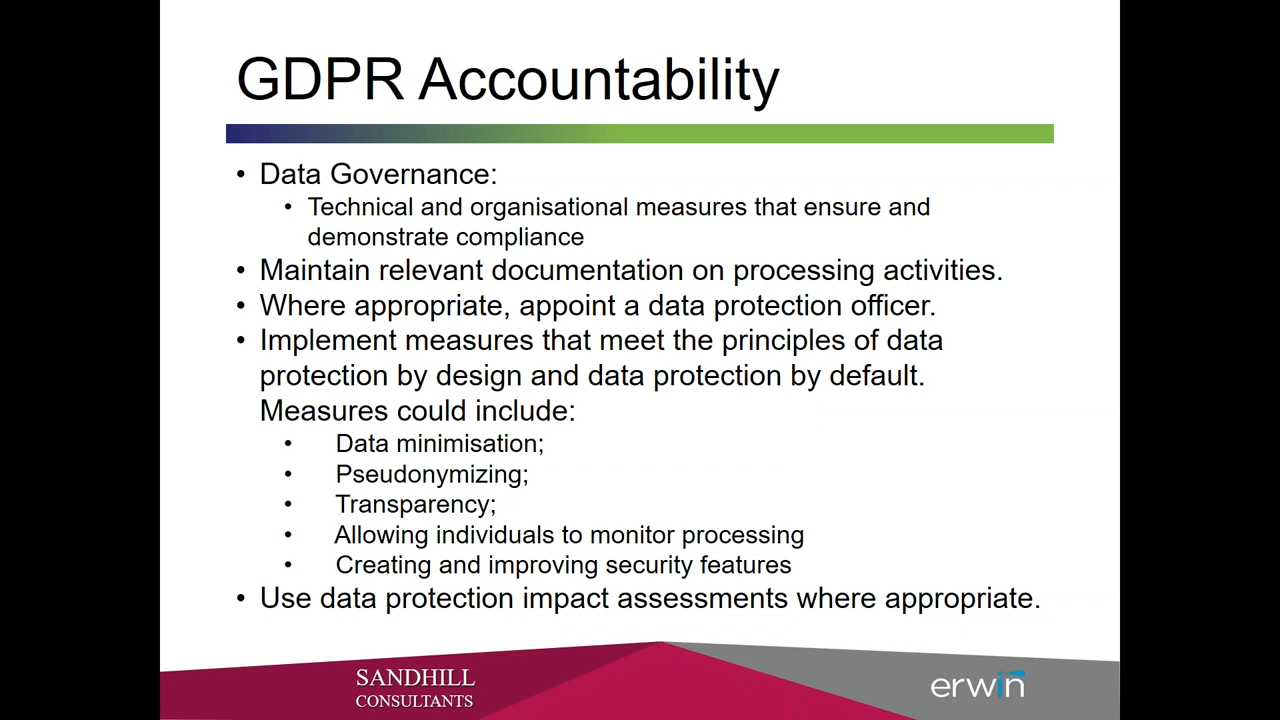 GDPR Accountability
• Data Governance:
• Technical and organisational measures that ensure and
demonstrate compliance
• Maintain relevant documentation on processing activities.
• Where appropriate, appoint a data protection officer.
• Implement measures that meet the principles of data
protection by design and data protection by default.
Measures could include:
• Data minimisation;
• Pseudonymizing;
• Transparency;
• Allowing individuals to monitor processing
• Creating and improving security features
• Use data protection impact assessments where appropriate.
SANDHILL
CONSULTANTS
erwin